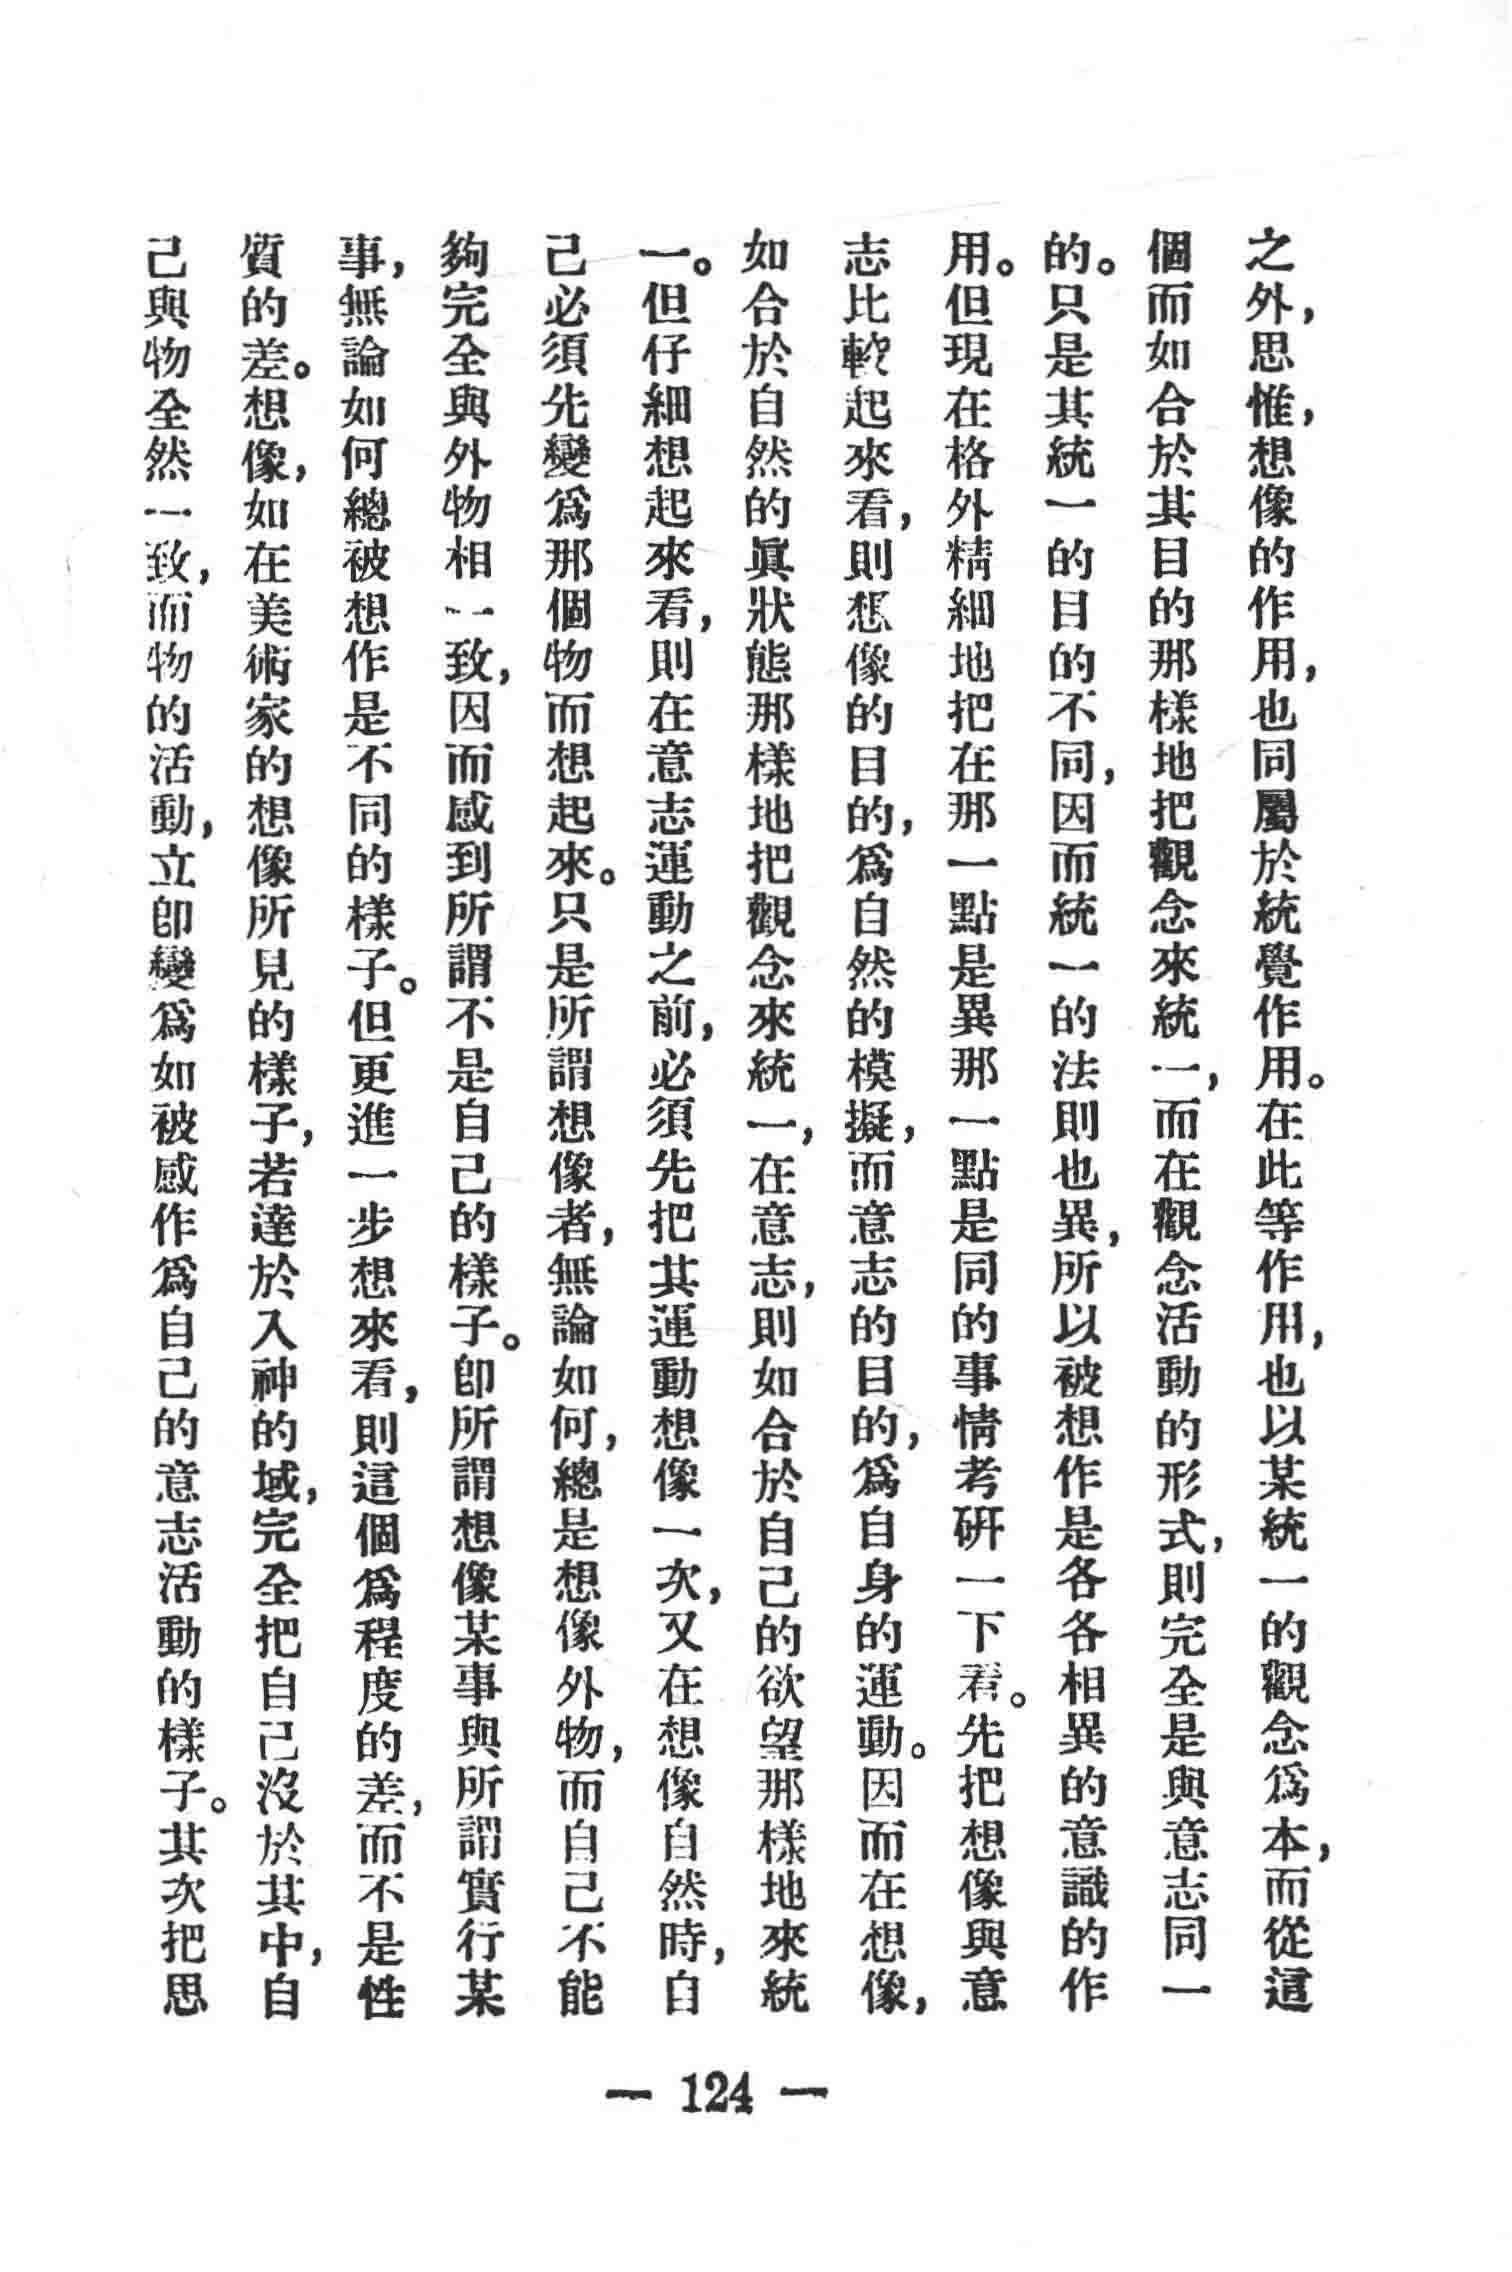 之外，思惟，想像的作用，也同屬於統覺作用。在此等作用，也以某統一的觀念爲本，而從這
個而如合於其目的那樣地把觀念來統一，而在觀念活動的形式，則完全是與意志同一
的。只是其統一的目的不同，因而統一的法則也異，所以被想作是各各相異的意識的作
用。但現在格外精細地把在那一點是異那一點是同的事情考硏一下看。先把想像與意
志比較起來看，則想像的目的，爲自然的模擬，而意志的目的，爲自身的運動。因而在想像，
如合於自然的眞狀態那樣地把觀念來統一，在意志，則如合於自己的欲望那樣地來統
一。但仔細想起來看，則在意志運動之前，必須先把其運動想像一次，又在想像自然時，自
己必須先變爲那個物而想起來。只是所謂想像者，無論如何，總是想像外物，而自己不能
夠完全與外物相一致，因而感到所謂不是自己的樣子。卽所謂想像某事與所謂實行某
事，無論如何總被想作是不同的樣子。但更進一步想來看，則這個爲程度的差，而不是性
質的差。想像，如在美術家的想像所見的樣子，若達於入神的域，完全把自己沒於其中，自
己與物全然一致，而物的活動，立卽變爲如被感作爲自己的意志活動的樣子。其次把思
— 124 —